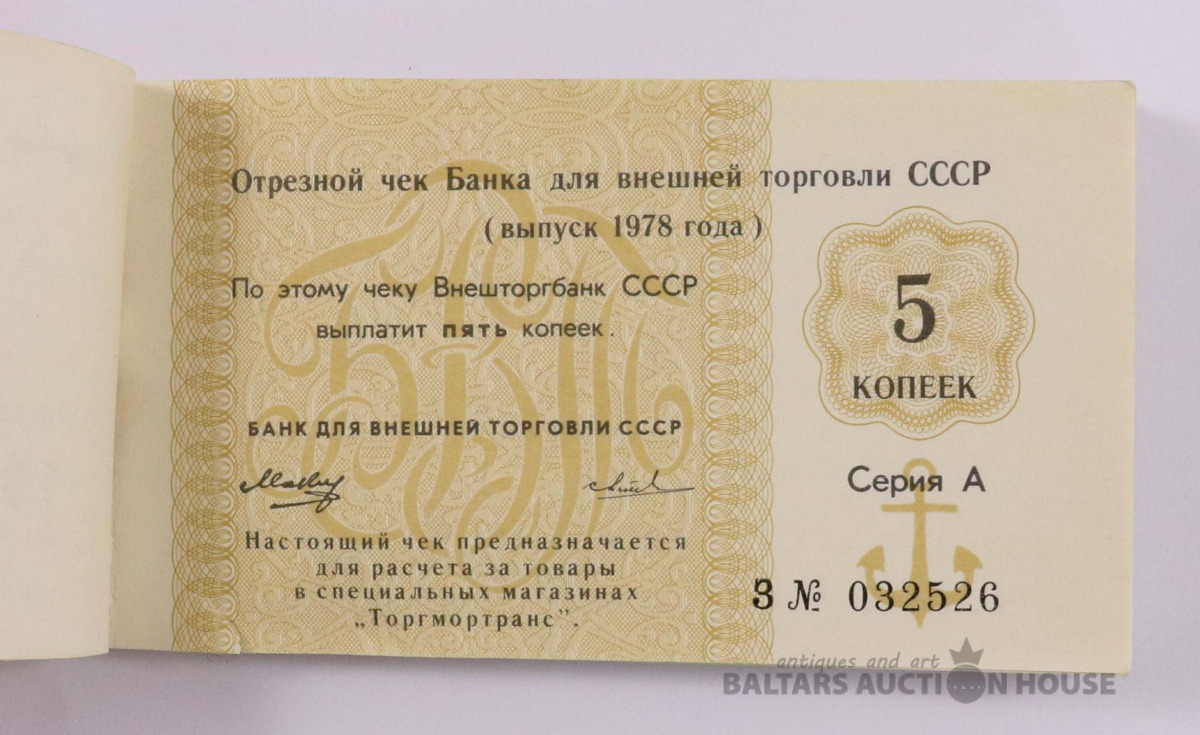 Отрезной чек Банка для внешней торговли СССР
(выпуск 1978 года)
По этому чеку Внешторгбанк СССР
выплатит пять копеек.
БАНК ДЛЯ ВНЕШНЕЙ ТОРГОВЛИ СССР
Настоящий чек предназначается
для расчета за товары
в специальных магазинах
„Торгмортранс".
5
КОПЕЕК
Серия А
З № 032526
antiques and art
BALTARS AUCTION HOUSE